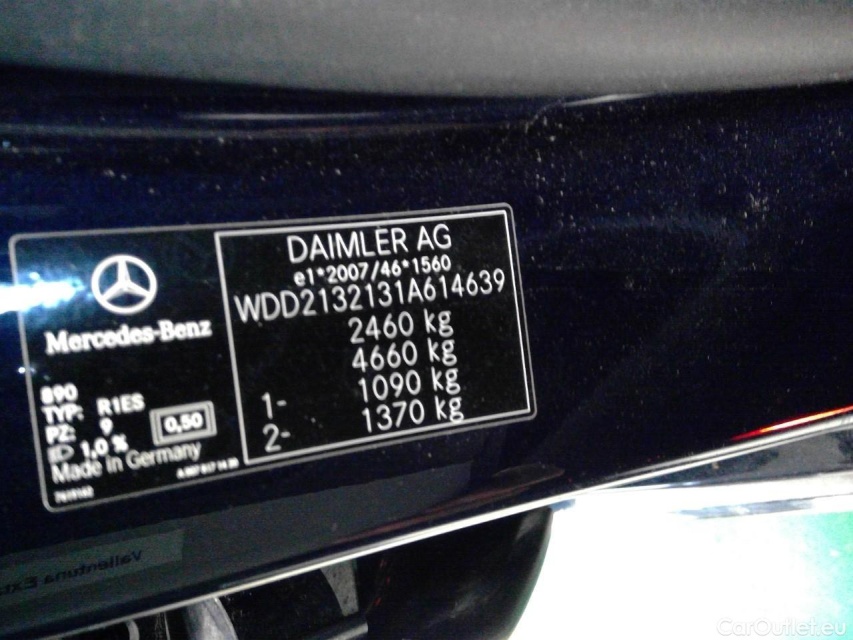 DAIMLER AG
e1*2007/46*1560
WDD2132131A614639
2460 kg
4660 kg
1- 1090 kg
2- 1370 kg
Mercedes-Benz
890
TYP: R1ES
PZ: 9
1,0 %
0,50
Made in Germany
Vallentuna
CarOutlet.eu